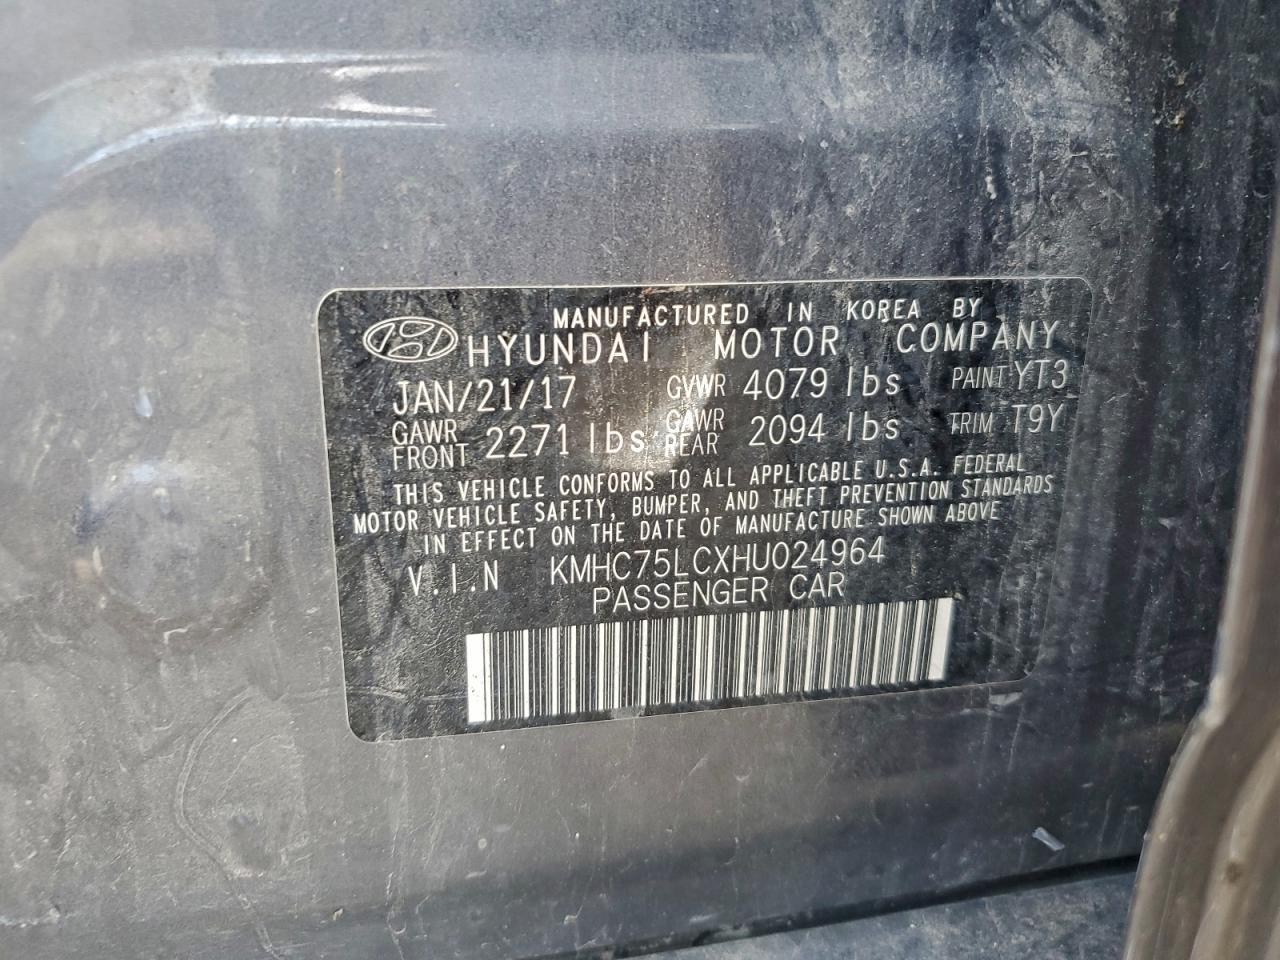 MANUFACTURED IN KOREA BY
HYUNDAI MOTOR COMPANY
JAN/21/17 GVWR 4079 lbs PAINT YT3
GAWR FRONT 2271 lbs GAWR REAR 2094 lbs TRIM T9Y
THIS VEHICLE CONFORMS TO ALL APPLICABLE U.S.A. FEDERAL
MOTOR VEHICLE SAFETY, BUMPER, AND THEFT PREVENTION STANDARDS
IN EFFECT ON THE DATE OF MANUFACTURE SHOWN ABOVE
V.I.N KMHC75LCXHU024964
PASSENGER CAR